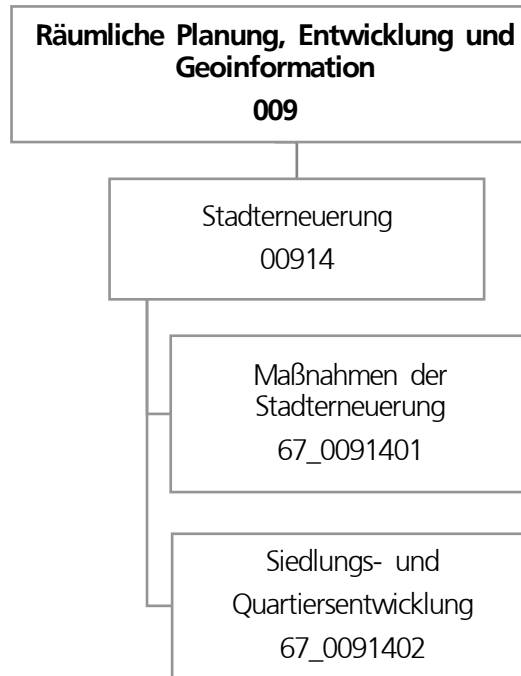 Räumliche Planung, Entwicklung und
Geoinformation
009
Stadterneuerung
00914
Maßnahmen der
Stadterneuerung
67_0091401
Siedlungs- und
Quartiersentwicklung
67_0091402